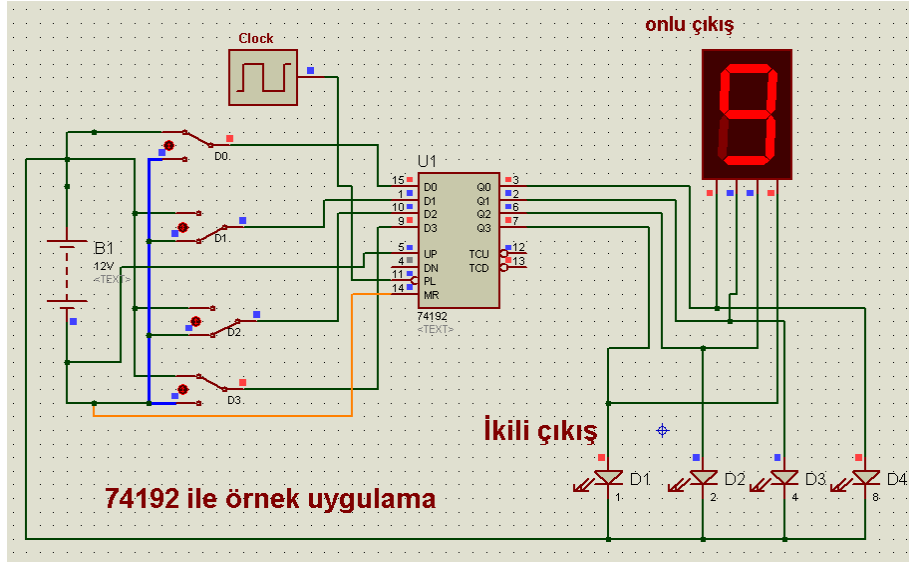 onlu çıkış
Clock
D0.
U1
15 D0 Q0 3
1 D1 Q1 2
10 D2 Q2 6
9 D3 Q3 7
D1.
B1
12V
<TEXT>
5 UP TCU 12
4 DN TCD 13
11 PL
14 MR
74192
<TEXT>
D2
D3.
İkili çıkış
74192 ile örnek uygulama
D1 D2 D3 D4
1 2 4 8
9